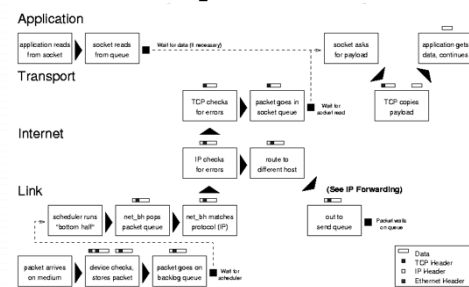 Application
application reads
from socket
socket reads
from queue
Wait for data (if necessary)
socket asks
for payload
application gets
data, continues
Transport
TCP checks
for errors
packet goes in
socket queue
Wait for
socket read
TCP copies
payload
Internet
IP checks
for errors
route to
different host
(See IP Forwarding)
Link
scheduler runs
"bottom half"
net_bh pops
packet queue
net_bh matches
protocol (IP)
out to
send queue
Packet waits
on queue
packet arrives
on medium
device checks,
stores packet
packet goes on
backlog queue
Wait for
scheduler
Data
TCP Header
IP Header
Ethernet Header